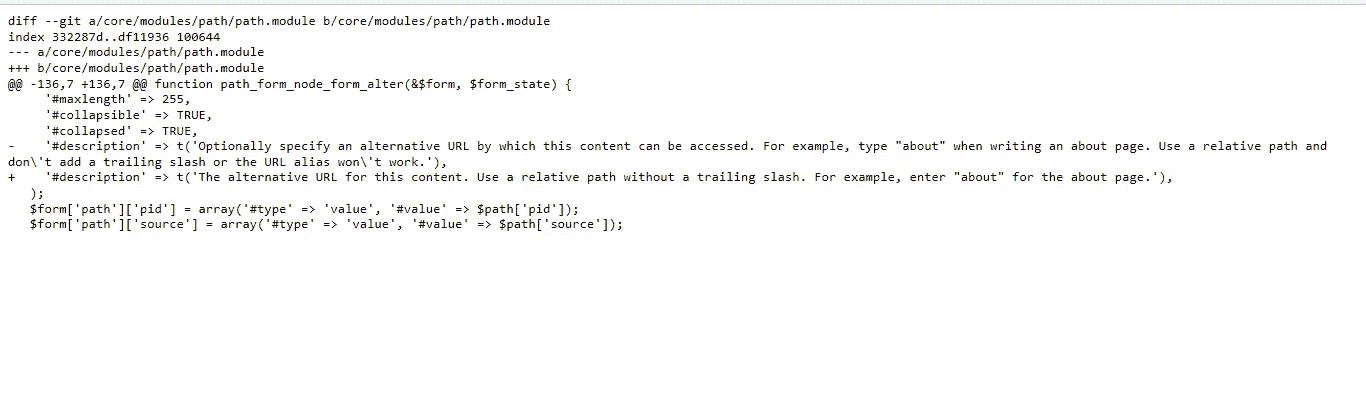 diff --git a/core/modules/path/path.module b/core/modules/path/path.module
index 332287d..df11936 100644
--- a/core/modules/path/path.module
+++ b/core/modules/path/path.module
@@ -136,7 +136,7 @@ function path_form_node_form_alter(&$form, $form_state) {
     '#maxlength' => 255,
     '#collapsible' => TRUE,
     '#collapsed' => TRUE,
-    '#description' => t('Optionally specify an alternative URL by which this content can be accessed. For example, type "about" when writing an about page. Use a relative path and
don\'t add a trailing slash or the URL alias won\'t work.'),
+    '#description' => t('The alternative URL for this content. Use a relative path without a trailing slash. For example, enter "about" for the about page.'),
   );
   $form['path']['pid'] = array('#type' => 'value', '#value' => $path['pid']);
   $form['path']['source'] = array('#type' => 'value', '#value' => $path['source']);